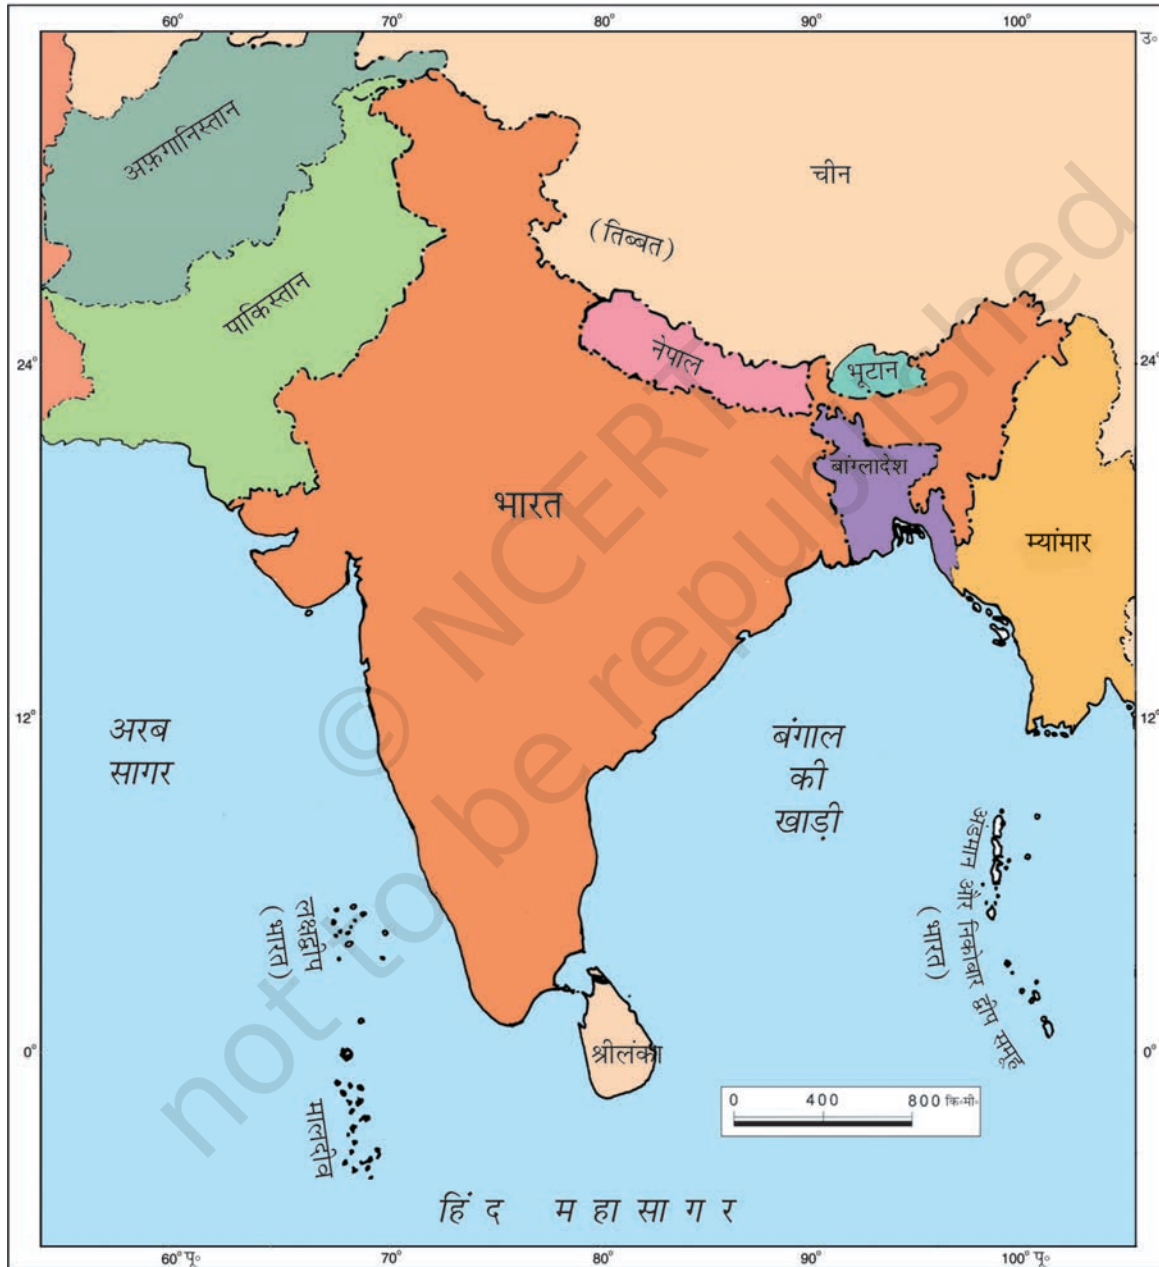 60° 70° 80° 90° 100°
उ॰
अफ़गानिस्तान
चीन
(तिब्बत)
पाकिस्तान
नेपाल
भूटान
24° 24°
बांग्लादेश
भारत
म्यांमार
© NCERT
not to be republished
12° 12°
अरब
सागर
बंगाल
की
खाड़ी
लक्षद्वीप
(भारत)
अंडमान और निकोबार द्वीप समूह
(भारत)
0° 0°
श्रीलंका
मालदीव
0 400 800 कि॰मी॰
हिंद महासागर
60° पू॰ 70° 80° 90° 100° पू॰